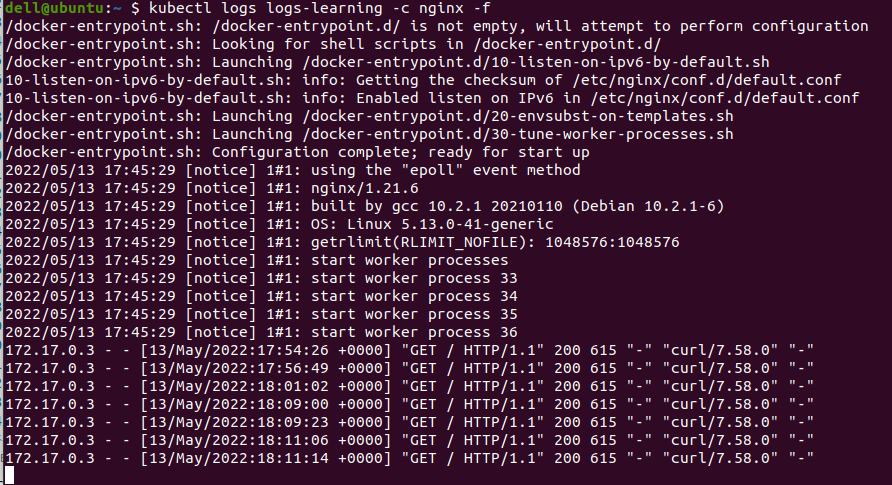 dell@ubuntu:~ $ kubectl logs logs-learning -c nginx -f
/docker-entrypoint.sh: /docker-entrypoint.d/ is not empty, will attempt to perform configuration
/docker-entrypoint.sh: Looking for shell scripts in /docker-entrypoint.d/
/docker-entrypoint.sh: Launching /docker-entrypoint.d/10-listen-on-ipv6-by-default.sh
10-listen-on-ipv6-by-default.sh: info: Getting the checksum of /etc/nginx/conf.d/default.conf
10-listen-on-ipv6-by-default.sh: info: Enabled listen on IPv6 in /etc/nginx/conf.d/default.conf
/docker-entrypoint.sh: Launching /docker-entrypoint.d/20-envsubst-on-templates.sh
/docker-entrypoint.sh: Launching /docker-entrypoint.d/30-tune-worker-processes.sh
/docker-entrypoint.sh: Configuration complete; ready for start up
2022/05/13 17:45:29 [notice] 1#1: using the "epoll" event method
2022/05/13 17:45:29 [notice] 1#1: nginx/1.21.6
2022/05/13 17:45:29 [notice] 1#1: built by gcc 10.2.1 20210110 (Debian 10.2.1-6)
2022/05/13 17:45:29 [notice] 1#1: OS: Linux 5.13.0-41-generic
2022/05/13 17:45:29 [notice] 1#1: getrlimit(RLIMIT_NOFILE): 1048576:1048576
2022/05/13 17:45:29 [notice] 1#1: start worker processes
2022/05/13 17:45:29 [notice] 1#1: start worker process 33
2022/05/13 17:45:29 [notice] 1#1: start worker process 34
2022/05/13 17:45:29 [notice] 1#1: start worker process 35
2022/05/13 17:45:29 [notice] 1#1: start worker process 36
172.17.0.3 - - [13/May/2022:17:54:26 +0000] "GET / HTTP/1.1" 200 615 "-" "curl/7.58.0" "-"
172.17.0.3 - - [13/May/2022:17:56:49 +0000] "GET / HTTP/1.1" 200 615 "-" "curl/7.58.0" "-"
172.17.0.3 - - [13/May/2022:18:01:02 +0000] "GET / HTTP/1.1" 200 615 "-" "curl/7.58.0" "-"
172.17.0.3 - - [13/May/2022:18:09:00 +0000] "GET / HTTP/1.1" 200 615 "-" "curl/7.58.0" "-"
172.17.0.3 - - [13/May/2022:18:09:23 +0000] "GET / HTTP/1.1" 200 615 "-" "curl/7.58.0" "-"
172.17.0.3 - - [13/May/2022:18:11:06 +0000] "GET / HTTP/1.1" 200 615 "-" "curl/7.58.0" "-"
172.17.0.3 - - [13/May/2022:18:11:14 +0000] "GET / HTTP/1.1" 200 615 "-" "curl/7.58.0" "-"